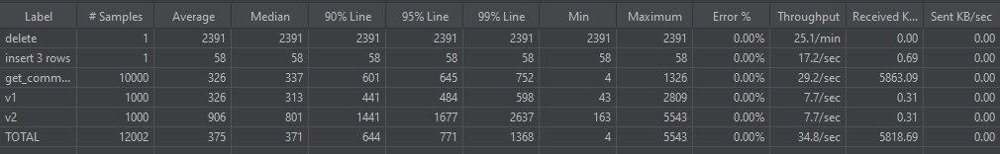 Label # Samples Average Median 90% Line 95% Line 99% Line Min Maximum Error % Throughput Received K... Sent KB/sec
delete 1 2391 2391 2391 2391 2391 2391 2391 0.00% 25.1/min 0.00 0.00
insert 3 rows 1 58 58 58 58 58 58 58 0.00% 17.2/sec 0.69 0.00
get_comm... 10000 326 337 601 645 752 4 1326 0.00% 29.2/sec 5863.09 0.00
v1 1000 326 313 441 484 598 43 2809 0.00% 7.7/sec 0.31 0.00
v2 1000 906 801 1441 1677 2637 163 5543 0.00% 7.7/sec 0.31 0.00
TOTAL 12002 375 371 644 771 1368 4 5543 0.00% 34.8/sec 5818.69 0.00